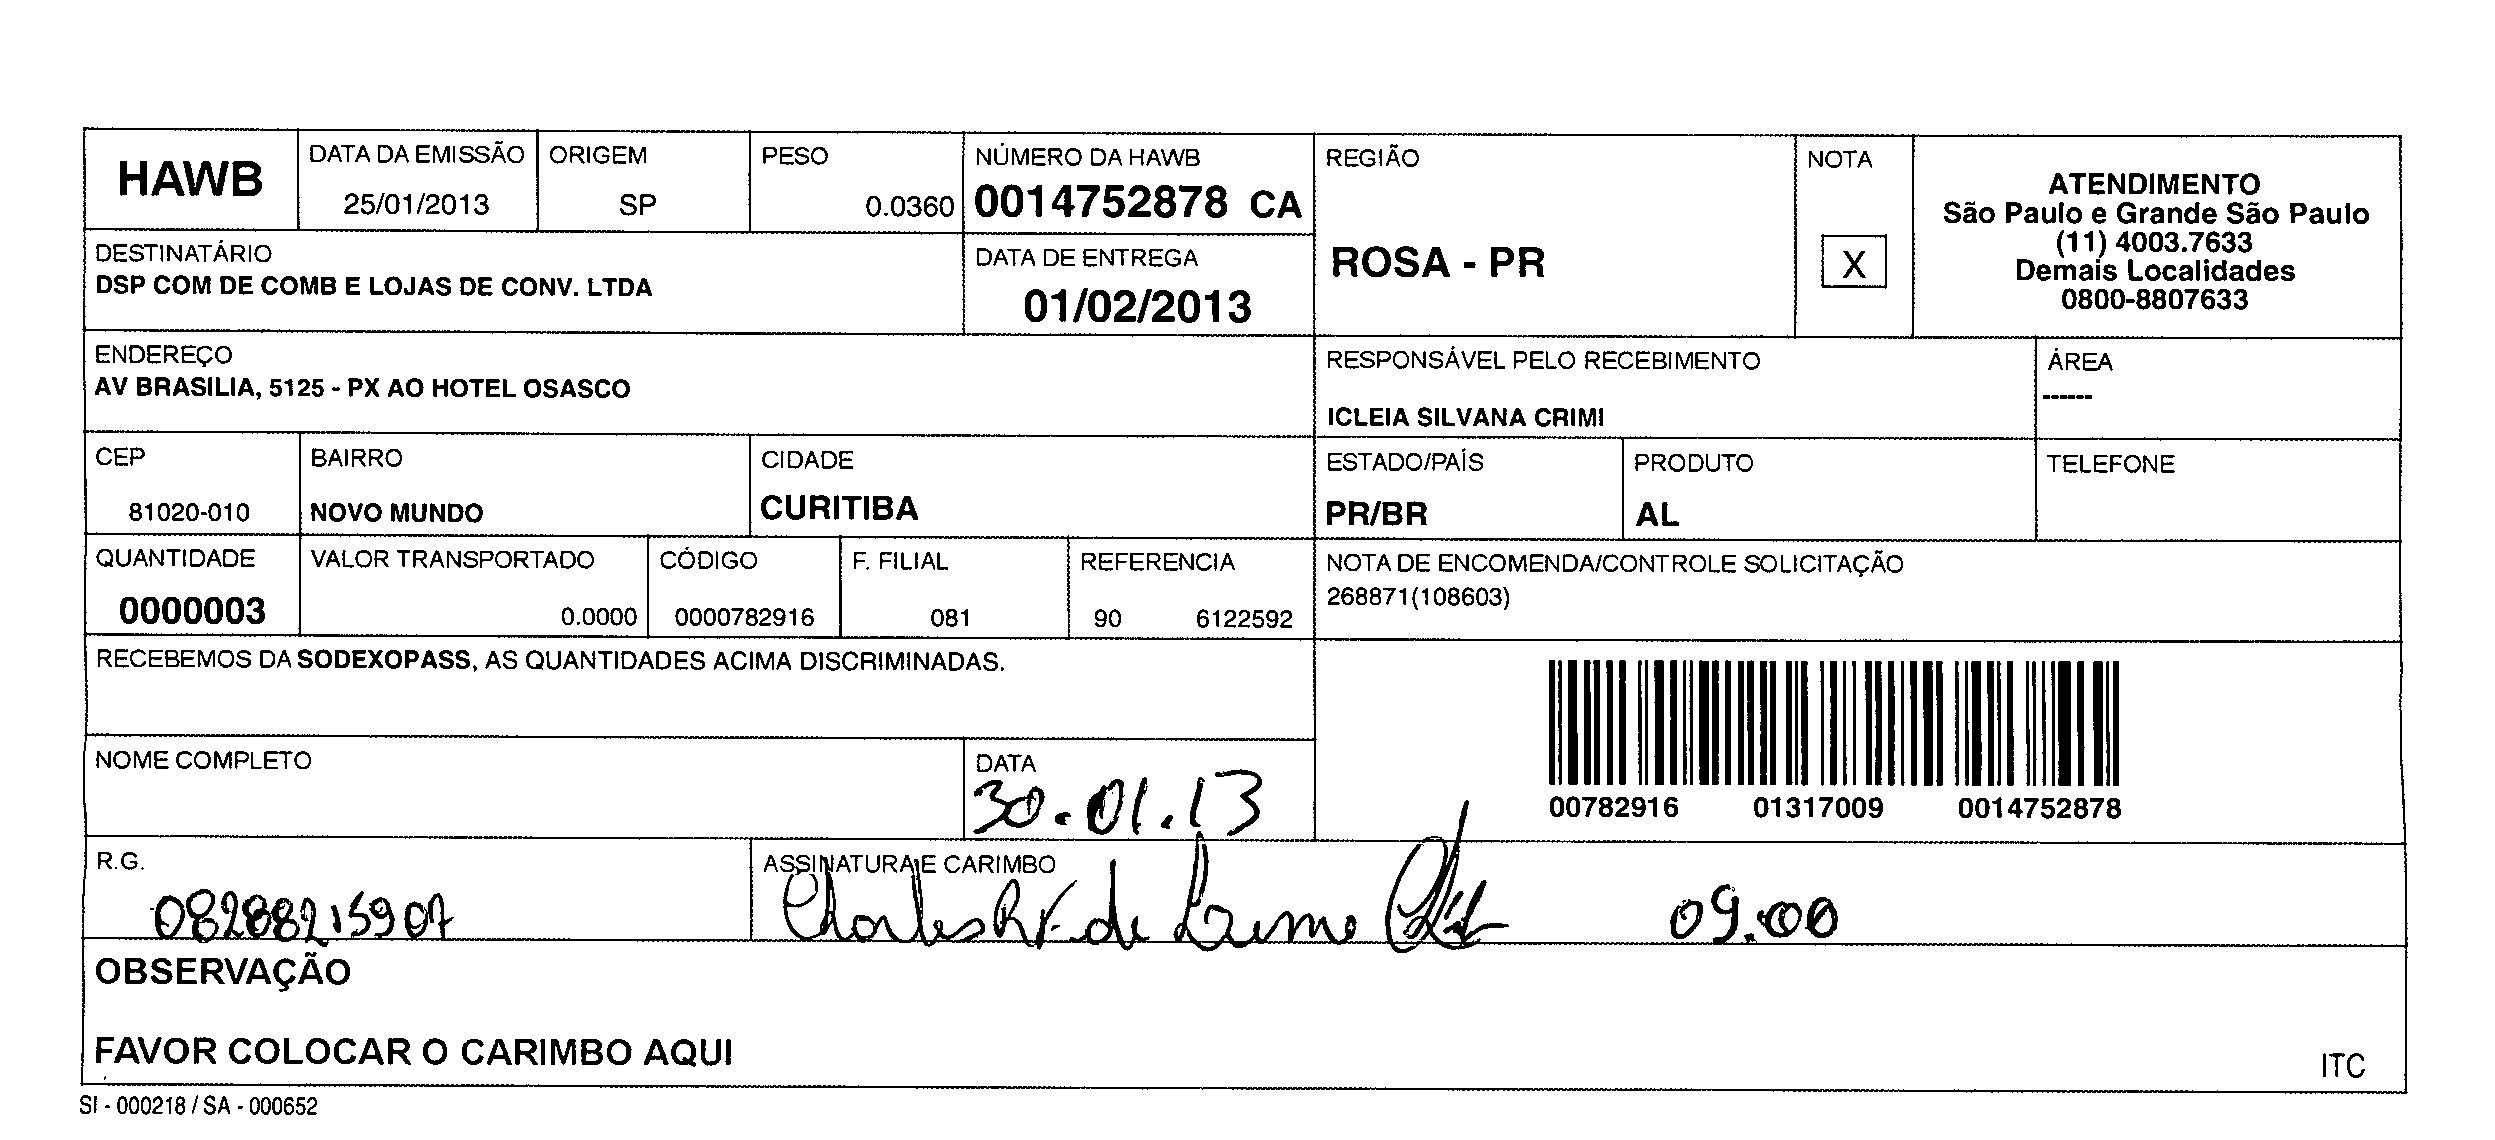 HAWB
DATA DA EMISSÃO
25/01/2013
ORIGEM
SP
PESO
0.0360
NÚMERO DA HAWB
0014752878 CA
REGIÃO
ROSA - PR
NOTA
X
ATENDIMENTO
São Paulo e Grande São Paulo
(11) 4003.7633
Demais Localidades
0800-8807633
DESTINATÁRIO
DSP COM DE COMB E LOJAS DE CONV. LTDA
DATA DE ENTREGA
01/02/2013
ENDEREÇO
AV BRASILIA, 5125 - PX AO HOTEL OSASCO
RESPONSÁVEL PELO RECEBIMENTO
ICLEIA SILVANA CRIMI
ÁREA
------
CEP
81020-010
BAIRRO
NOVO MUNDO
CIDADE
CURITIBA
ESTADO/PAÍS
PR/BR
PRODUTO
AL
TELEFONE
QUANTIDADE
0000003
VALOR TRANSPORTADO
0.0000
CÓDIGO
0000782916
F. FILIAL
081
REFERENCIA
90 6122592
NOTA DE ENCOMENDA/CONTROLE SOLICITAÇÃO
268871(108603)
RECEBEMOS DA SODEXOPASS, AS QUANTIDADES ACIMA DISCRIMINADAS.
00782916 01317009 0014752878
NOME COMPLETO
DATA
30.01.13
R.G.
08288215907
ASSINATURA E CARIMBO
Charles de 09:00
OBSERVAÇÃO
FAVOR COLOCAR O CARIMBO AQUI
ITC
SI - 000218 / SA - 000652